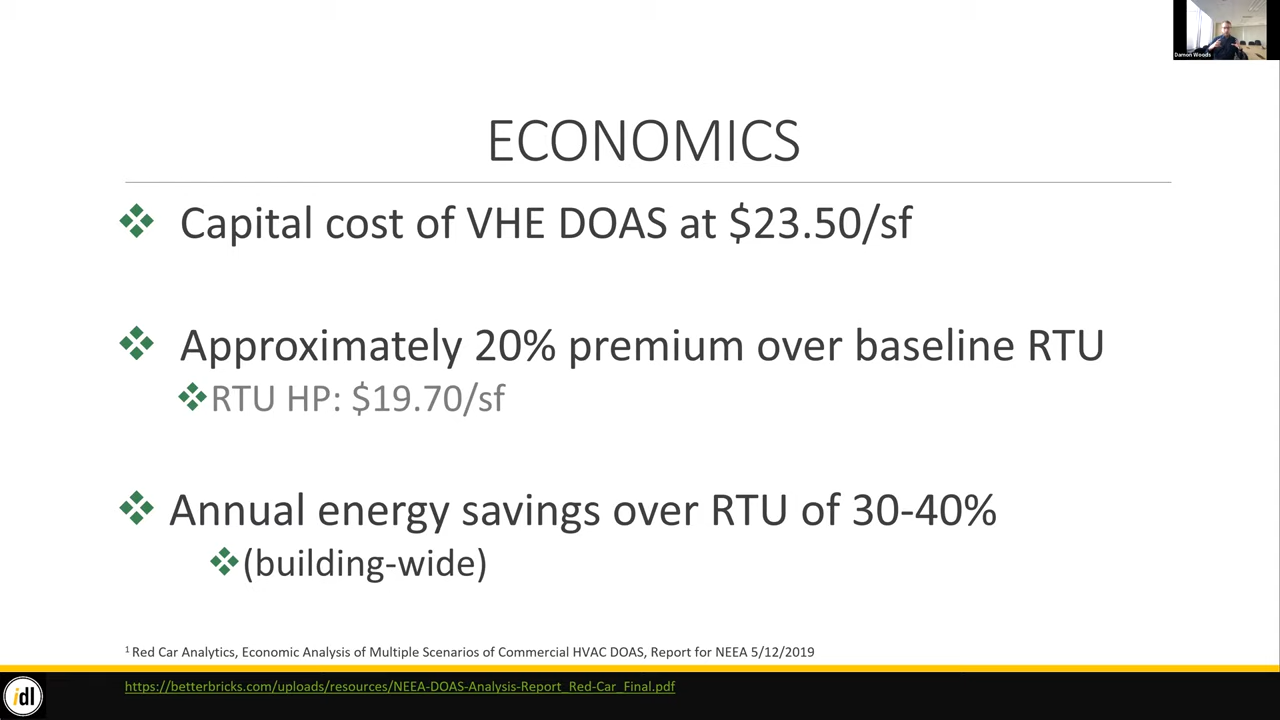 Damon Woods
ECONOMICS
Capital cost of VHE DOAS at $23.50/sf
Approximately 20% premium over baseline RTU
RTU HP: $19.70/sf
Annual energy savings over RTU of 30-40%
(building-wide)
1 Red Car Analytics, Economic Analysis of Multiple Scenarios of Commercial HVAC DOAS, Report for NEEA 5/12/2019
https://betterbricks.com/uploads/resources/NEEA-DOAS-Analysis-Report_Red-Car_Final.pdf
idl